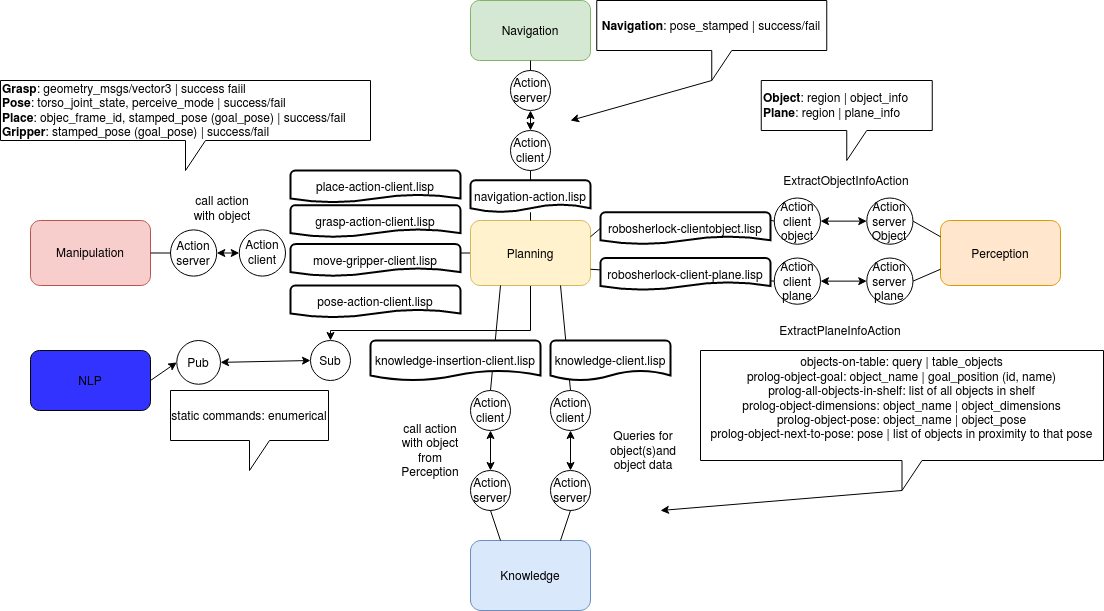 Navigation
Navigation: pose_stamped | success/fail
Action
server
Action
client
Grasp: geometry_msgs/vector3 | success faiil
Pose: torso_joint_state, perceive_mode | success/fail
Place: objec_frame_id, stamped_pose (goal_pose) | success/fail
Gripper: stamped_pose (goal_pose) | success/fail
Object: region | object_info
Plane: region | plane_info
place-action-client.lisp
navigation-action.lisp
ExtractObjectInfoAction
call action
with object
grasp-action-client.lisp
robosherlock-clientobject.lisp
Action
client
object
Action
server
Object
Manipulation
Action
server
Action
client
move-gripper-client.lisp
Planning
Perception
robosherlock-client-plane.lisp
Action
client
plane
Action
server
plane
pose-action-client.lisp
ExtractPlaneInfoAction
NLP
Pub
Sub
knowledge-insertion-client.lisp
knowledge-client.lisp
objects-on-table: query | table_objects
prolog-object-goal: object_name | goal_position (id, name)
prolog-all-objects-in-shelf: list of all objects in shelf
prolog-object-dimensions: object_name | object_dimensions
prolog-object-pose: object_name | object_pose
prolog-object-next-to-pose: pose | list of objects in proximity to that pose
static commands: enumerical
Action
client
Action
client
call action
with object
from
Perception
Queries for
object(s)and
object data
Action
server
Action
server
Knowledge